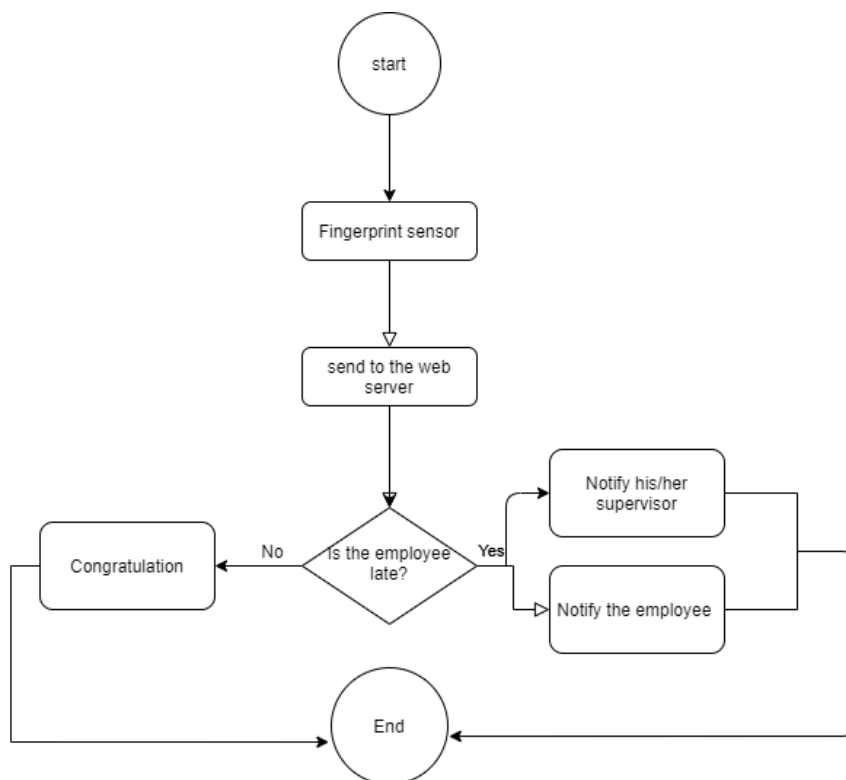 start
Fingerprint sensor
send to the web
server
Is the employee
late?
No
Yes
Congratulation
Notify his/her
supervisor
Notify the employee
End